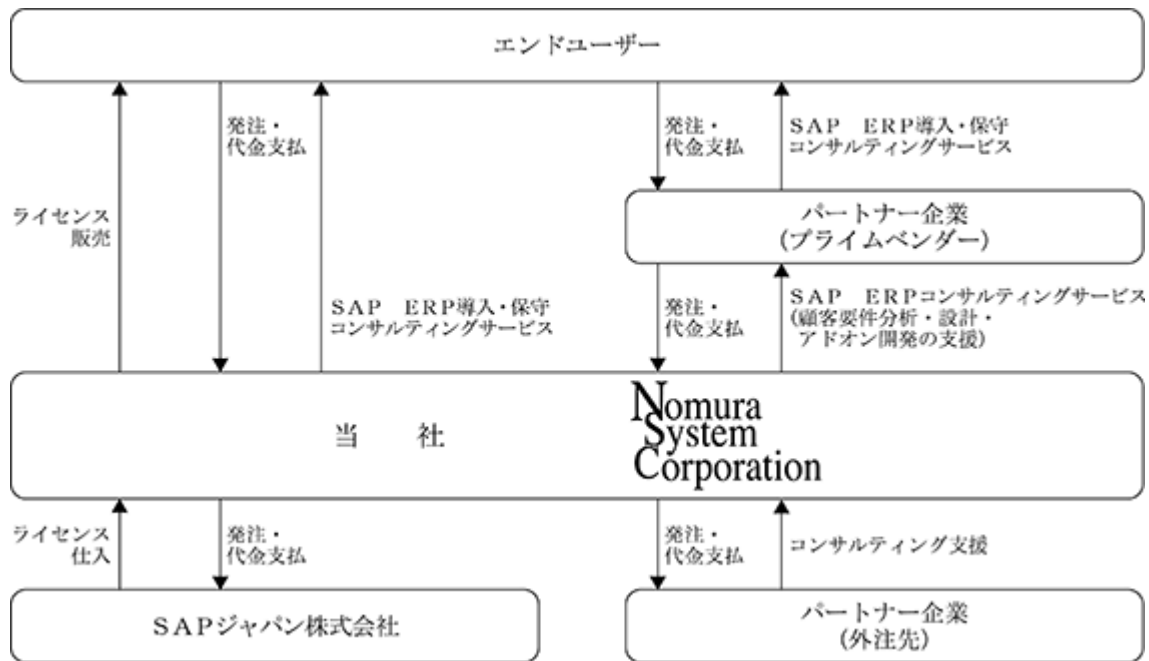 エンドユーザー
発注・
代金支払
発注・
代金支払
SAP ERP導入・保守
コンサルティングサービス
ライセンス
販売
パートナー企業
(プライムベンダー)
SAP ERP導入・保守
コンサルティングサービス
発注・
代金支払
SAP ERPコンサルティングサービス
(顧客要件分析・設計・
アドオン開発の支援)
当 社
Nomura
System
Corporation
ライセンス
仕入
発注・
代金支払
発注・
代金支払
コンサルティング支援
SAPジャパン株式会社
パートナー企業
(外注先)